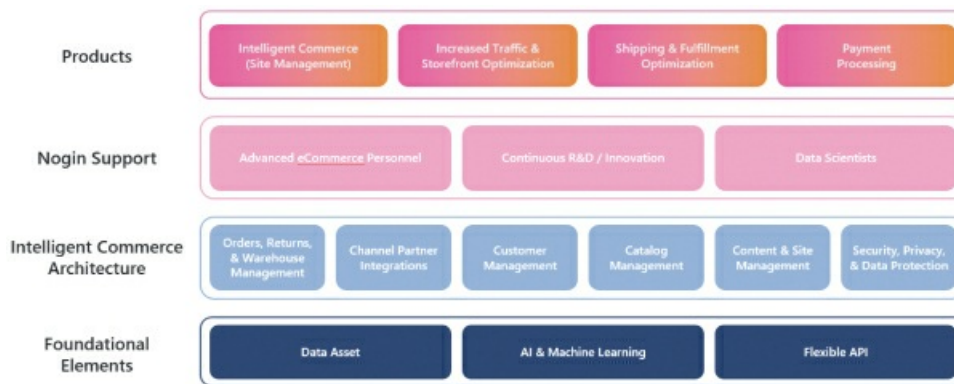 Products
Intelligent Commerce
(Site Management)
Increased Traffic &
Storefront Optimization
Shipping & Fulfillment
Optimization
Payment
Processing
Nogin Support
Advanced eCommerce Personnel
Continuous R&D / Innovation
Data Scientists
Intelligent Commerce
Architecture
Orders, Returns,
& Warehouse
Management
Channel Partner
Integrations
Customer
Management
Catalog
Management
Content & Site
Management
Security, Privacy,
& Data Protection
Foundational
Elements
Data Asset
AI & Machine Learning
Flexible API